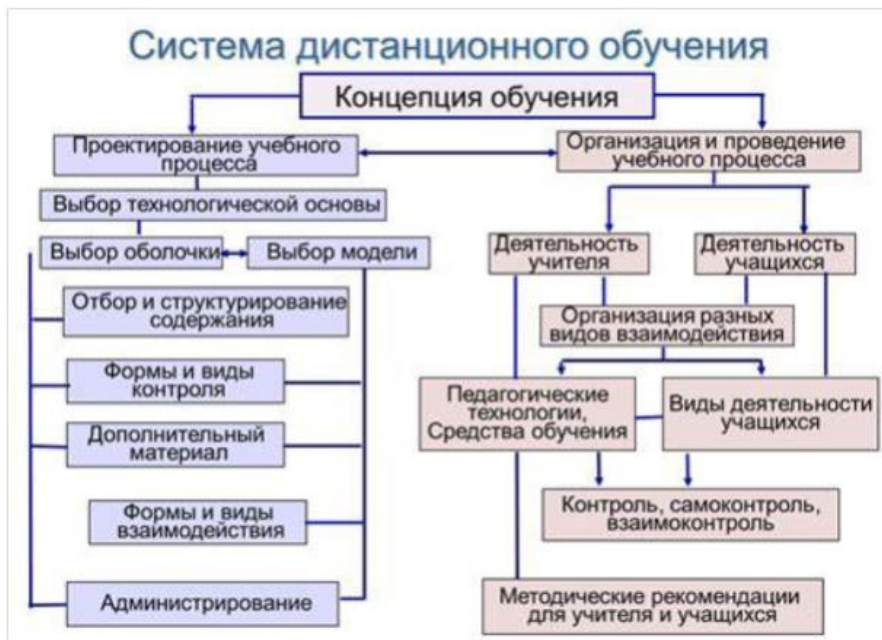 Система дистанционного обучения
Концепция обучения
Проектирование учебного
процесса
Организация и проведение
учебного процесса
Выбор технологической основы
Выбор оболочки
Выбор модели
Отбор и структурирование
содержания
Формы и виды
контроля
Дополнительный
материал
Формы и виды
взаимодействия
Администрирование
Деятельность
учителя
Деятельность
учащихся
Организация разных
видов взаимодействия
Педагогические
технологии,
Средства обучения
Виды деятельности
учащихся
Контроль, самоконтроль,
взаимоконтроль
Методические рекомендации
для учителя и учащихся